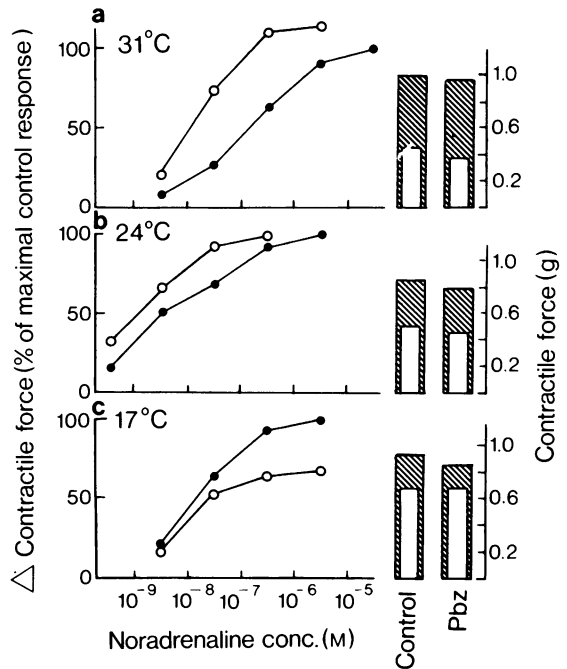 a
31°C
100
50
0
1.0
0.6
0.2
b
24°C
100
50
0
1.0
0.6
0.2
c
17°C
100
50
0
1.0
0.6
0.2
10⁻⁹ 10⁻⁸ 10⁻⁷ 10⁻⁶ 10⁻⁵
Noradrenaline conc. (M)
Control
Pbz
△ Contractile force (% of maximal control response)
Contractile force (g)